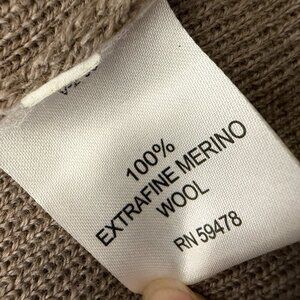 100%
EXTRAFINE MERINO
WOOL
RN 59478